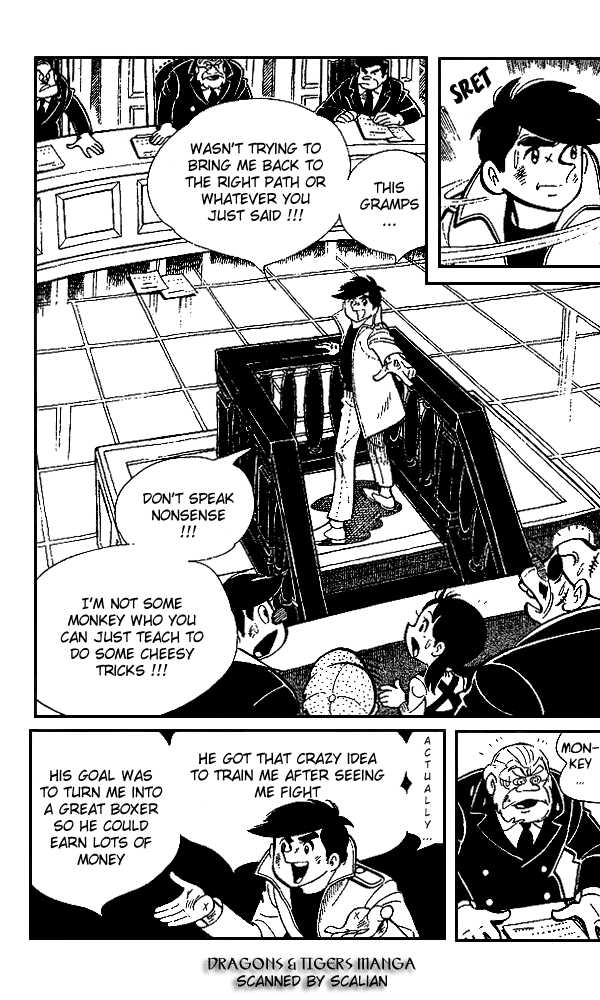 SRET
THIS
GRAMPS
...
WASN'T TRYING TO
BRING ME BACK TO
THE RIGHT PATH OR
WHATEVER YOU
JUST SAID !!!
DON'T SPEAK
NONSENSE
!!!
I'M NOT SOME
MONKEY WHO YOU
CAN JUST TEACH TO
DO SOME CHEESY
TRICKS !!!
MON-
KEY
...
ACTUALLY...
HE GOT THAT CRAZY IDEA
TO TRAIN ME AFTER SEEING
ME FIGHT
HIS GOAL WAS
TO TURN ME INTO
A GREAT BOXER
SO HE COULD
EARN LOTS OF
MONEY
DRAGONS & TIGERS MANGA
SCANNED BY SCALIAN